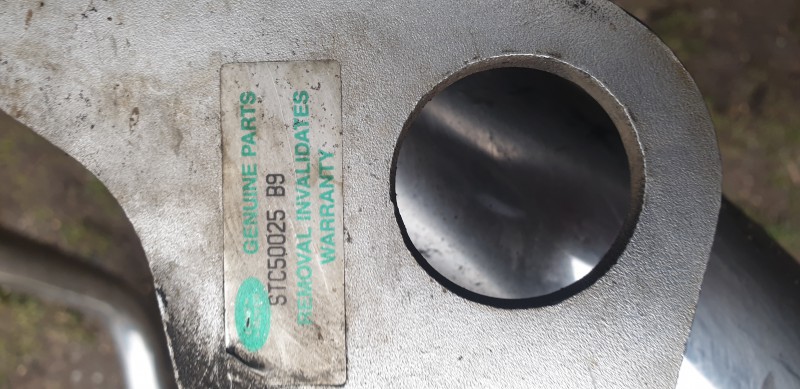 GENUINE PARTS
STC50025 B9
REMOVAL INVALIDATES
WARRANTY